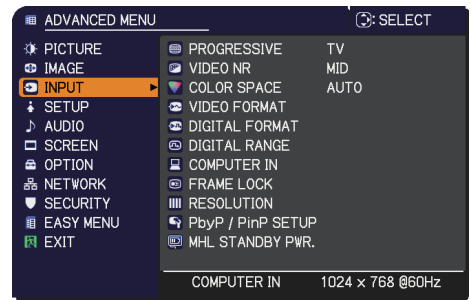 ADVANCED MENU : SELECT
PICTURE PROGRESSIVE TV
IMAGE VIDEO NR MID
INPUT COLOR SPACE AUTO
SETUP VIDEO FORMAT
AUDIO DIGITAL FORMAT
SCREEN DIGITAL RANGE
OPTION COMPUTER IN
NETWORK FRAME LOCK
SECURITY RESOLUTION
EASY MENU PbyP / PinP SETUP
EXIT MHL STANDBY PWR.
COMPUTER IN 1024 × 768 @60Hz